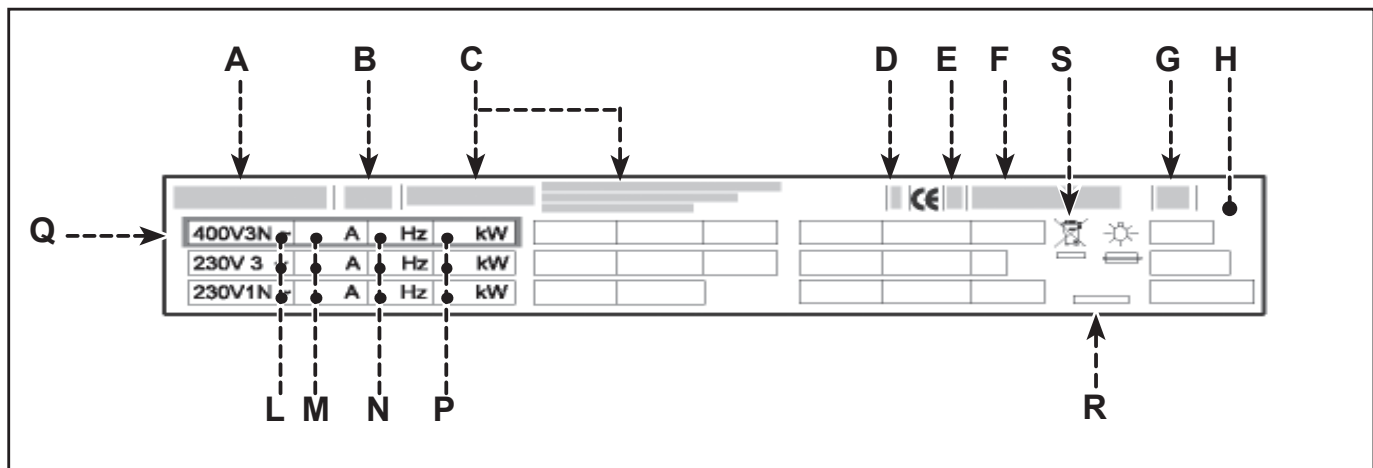 A B C D E F S G H
CE
Q
400V3N~ A Hz kW
230V 3 ~ A Hz kW
230V1N~ A Hz kW
L M N P
R